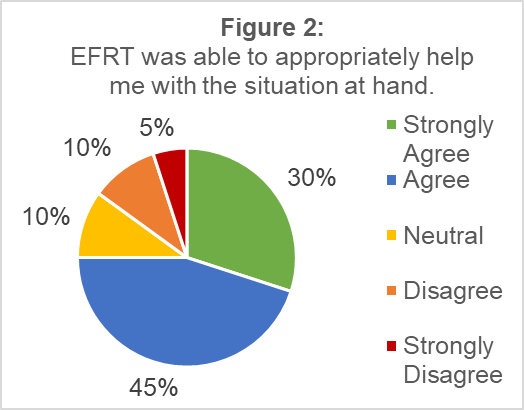 Figure 2:
EFRT was able to appropriately help
me with the situation at hand.
5%
10%
10%
30%
45%
Strongly
Agree
Agree
Neutral
Disagree
Strongly
Disagree